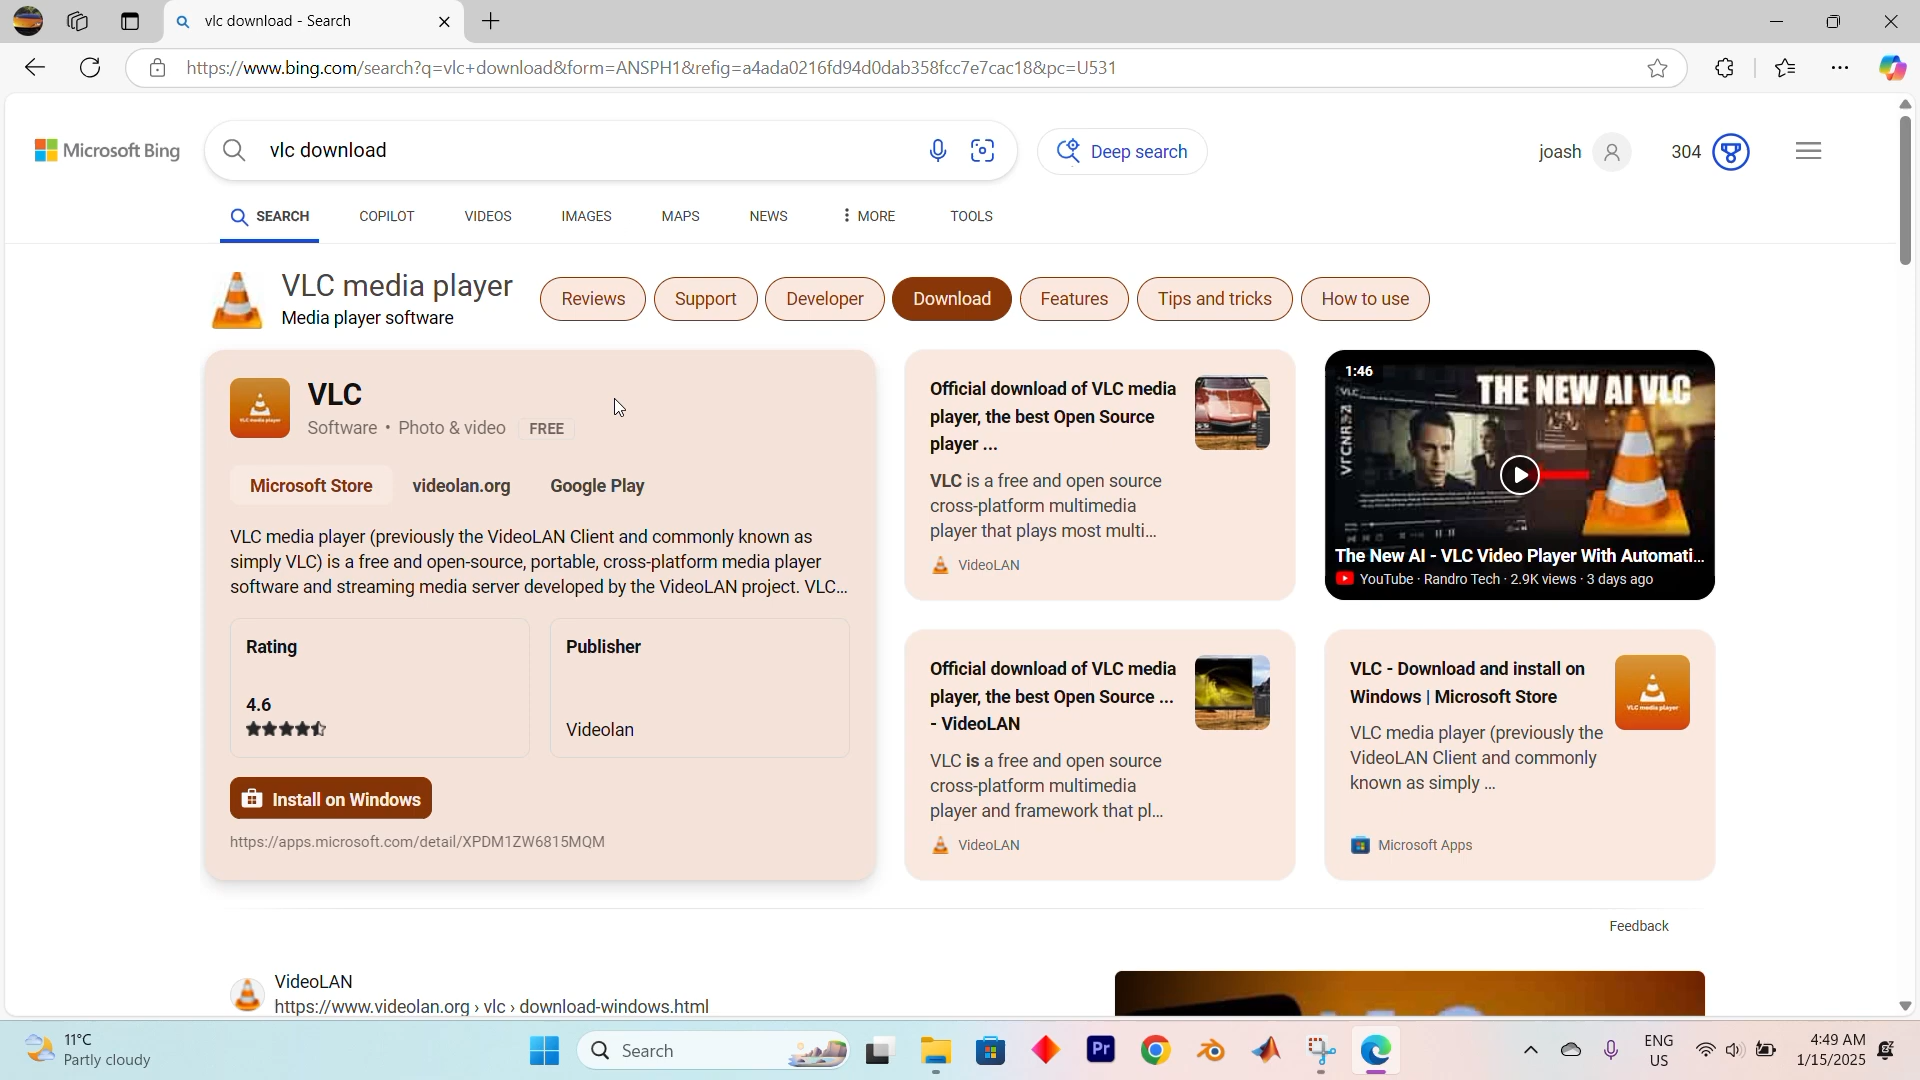 vlc download - Search
https://www.bing.com/search?q=vlc+download&form=ANSPH1&refig=a4ada0216fd94d0dab358fcc7e7cac18&pc=U531
Microsoft Bing
vlc download
Deep search
joash
304
SEARCH
COPILOT
VIDEOS
IMAGES
MAPS
NEWS
MORE
TOOLS
VLC media player
Media player software
Reviews
Support
Developer
Download
Features
Tips and tricks
How to use
VLC
Software • Photo & video FREE
Microsoft Store
videolan.org
Google Play
VLC media player (previously the VideoLAN Client and commonly known as
simply VLC) is a free and open-source, portable, cross-platform media player
software and streaming media server developed by the VideoLAN project. VLC...
Rating
4.6
Publisher
Videolan
Install on Windows
https://apps.microsoft.com/detail/XPDM1ZW6815MQM
Official download of VLC media
player, the best Open Source
player ...
VLC is a free and open source
cross-platform multimedia
player that plays most multi...
VideoLAN
1:46
THE NEW AI VLC
The New AI - VLC Video Player With Automati...
YouTube · Randro Tech · 2.9K views · 3 days ago
Official download of VLC media
player, the best Open Source ...
- VideoLAN
VLC is a free and open source
cross-platform multimedia
player and framework that pl...
VideoLAN
VLC - Download and install on
Windows | Microsoft Store
VLC media player (previously the
VideoLAN Client and commonly
known as simply ...
Microsoft Apps
Feedback
VideoLAN
https://www.videolan.org › vlc › download-windows.html
11°C
Partly cloudy
Search
Pr
ENG
US
4:49 AM
1/15/2025